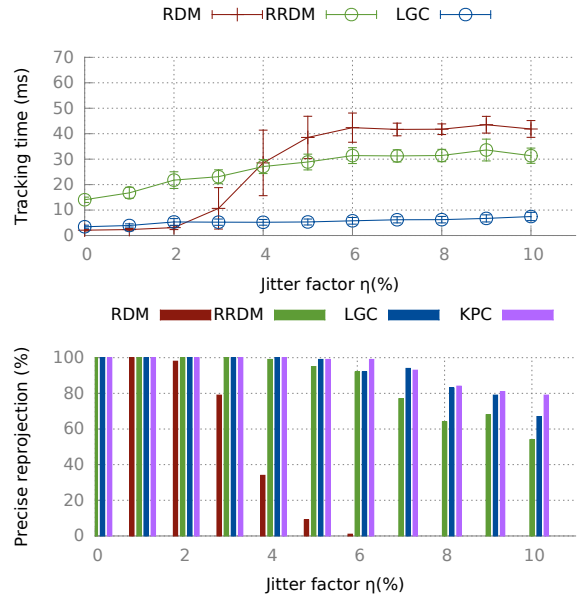 RDM RRDM LGC
Tracking time (ms)
70
60
50
40
30
20
10
0
0 2 4 6 8 10
Jitter factor η(%)
RDM RRDM LGC KPC
Precise reprojection (%)
100
80
60
40
20
0
0 2 4 6 8 10
Jitter factor η(%)